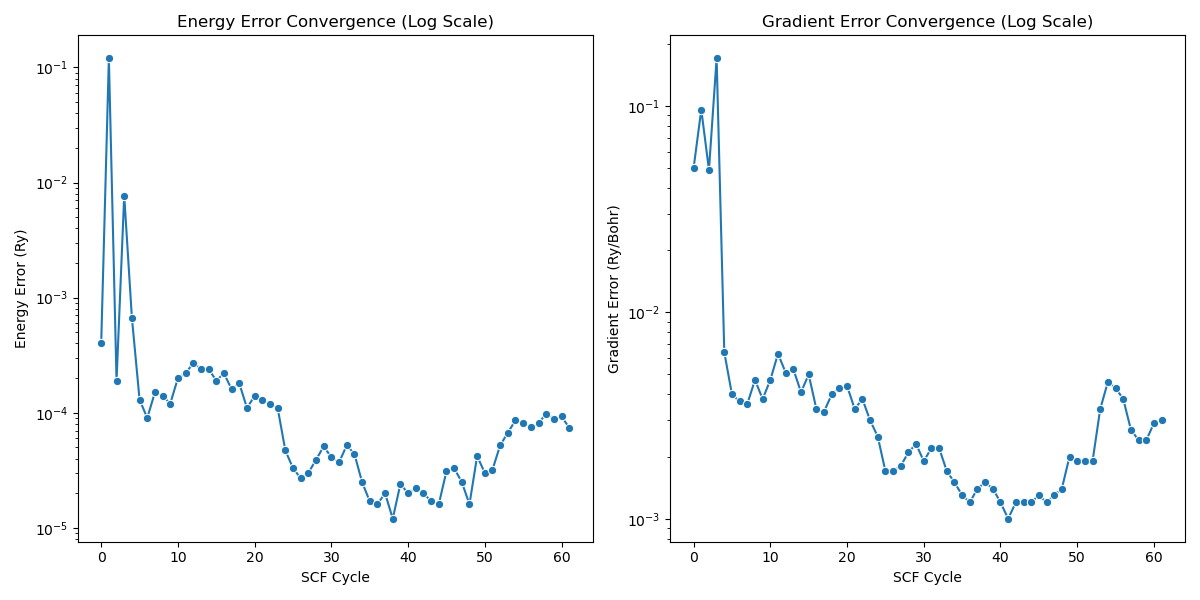 Energy Error Convergence (Log Scale)
Energy Error (Ry)
10⁻¹
10⁻²
10⁻³
10⁻⁴
10⁻⁵
0 10 20 30 40 50 60
SCF Cycle
Gradient Error Convergence (Log Scale)
Gradient Error (Ry/Bohr)
10⁻¹
10⁻²
10⁻³
0 10 20 30 40 50 60
SCF Cycle